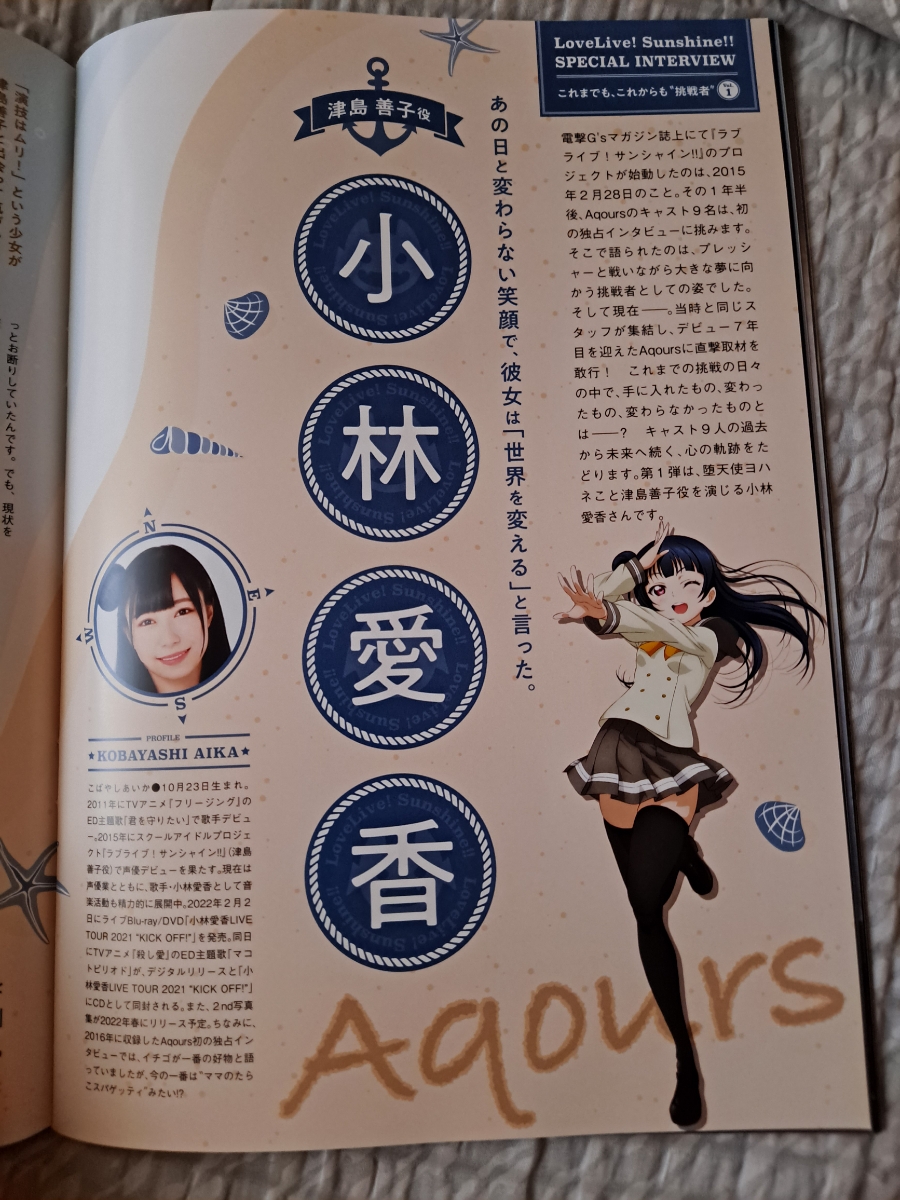 LoveLive! Sunshine!!
SPECIAL INTERVIEW
これまでも、これからも“挑戦者”
Vol.
1
電撃G'sマガジン誌上にて『ラブ
ライブ！サンシャイン!!』のプロ
ジェクトが始動したのは、2015
年2月28日のこと。その1年半
後、Aqoursのキャスト9名は、初
の独占インタビューに挑みます。
そこで語られたのは、プレッシ
ャーと戦いながら大きな夢に向
かう挑戦者としての姿でした。
そして現在――。当時と同じス
タッフが集結し、デビュー7年
目を迎えたAqoursに直撃取材を
敢行！　これまでの挑戦の日々
の中で、手に入れたもの、変わっ
たもの、変わらなかったものと
は――？　キャスト9人の過去
から未来へ続く、心の軌跡をた
どります。第1弾は、堕天使ヨハ
ネこと津島善子役を演じる小林
愛香さんです。
あの日と変わらない笑顔で、彼女は「世界を変える」と言った。
津島 善子役
小
林
愛
香
LoveLive! Sunshine!!
LoveLive! Sunshine!!
LoveLive! Sunshine!!
LoveLive! Sunshine!!
N
E
W
S
PROFILE
★KOBAYASHI AIKA★
こばやしあいか●10月23日生まれ。
2011年にTVアニメ『フリージング』の
ED主題歌「君を守りたい」で歌手デビュ
ー。2015年にスクールアイドルプロジェ
クト『ラブライブ！サンシャイン!!』（津島
善子役）で声優デビューを果たす。現在は
声優業とともに、歌手・小林愛香として音
楽活動も精力的に展開中。2022年2月2
日にライブBlu-ray/DVD「小林愛香LIVE
TOUR 2021 “KICK OFF!”」を発売。同日
にTVアニメ『殺し愛』のED主題歌「マコ
トピリオド」が、デジタルリリースと「小
林愛香LIVE TOUR 2021 “KICK OFF!”」
にCDとして同封される。また、2nd写真
集が2022年春にリリース予定。ちなみに、
2016年に収録したAqours初の独占イン
タビューでは、イチゴが一番の好物と語
っていましたが、今の一番は“ママのたら
こスパゲッティ”みたい!?
Aqours
「演技はムリ！」という少女が
っとお断りしていたんです。でも、現状を